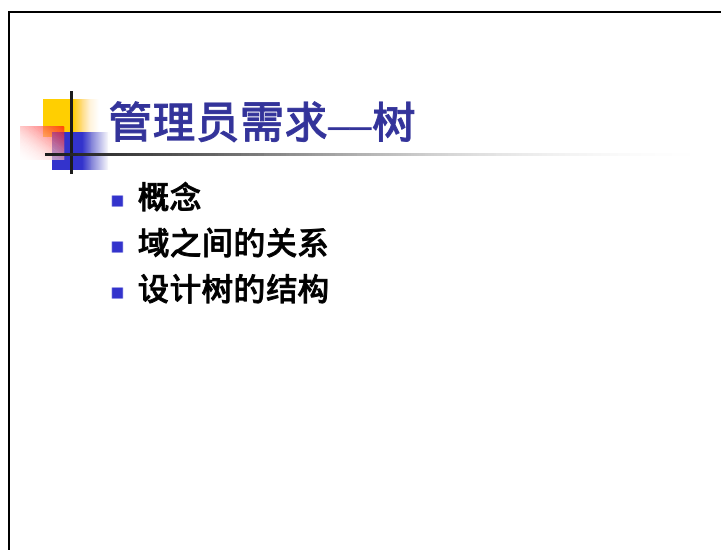 管理员需求—树
概念
域之间的关系
设计树的结构